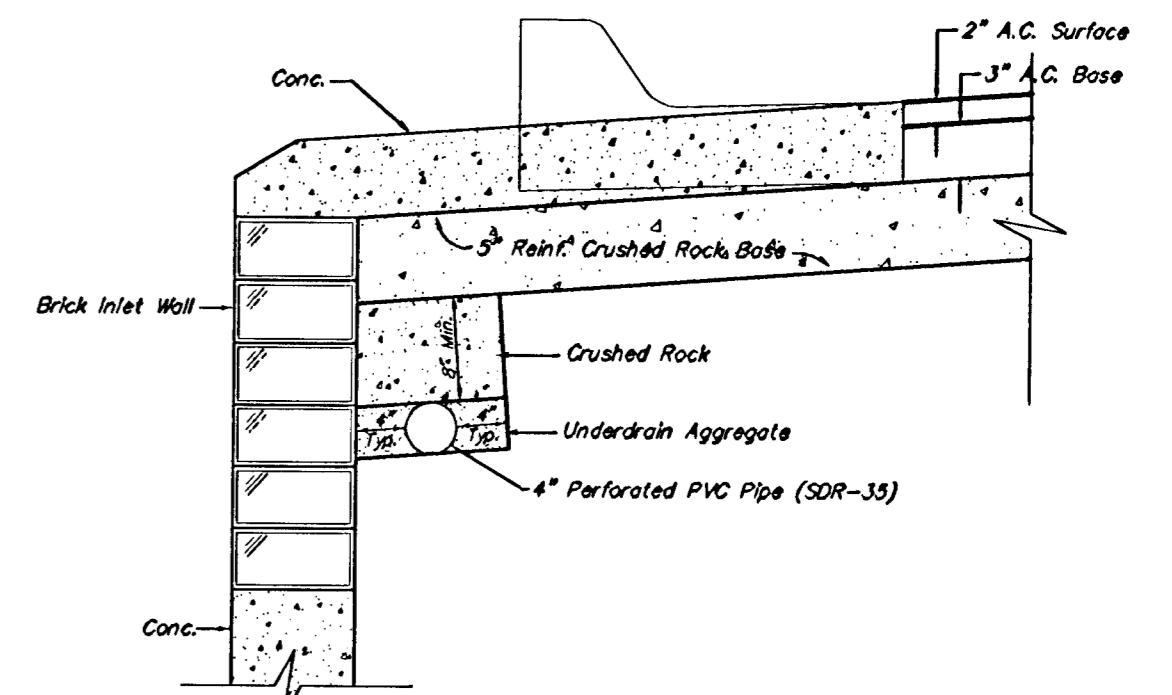 2" A.C. Surface
Conc.
3" A.C. Base
5" Reinf. Crushed Rock Base
Brick Inlet Wall
8" Min.
Crushed Rock
4" 4"
Typ. Typ.
Underdrain Aggregate
4" Perforated PVC Pipe (SDR-35)
Conc.